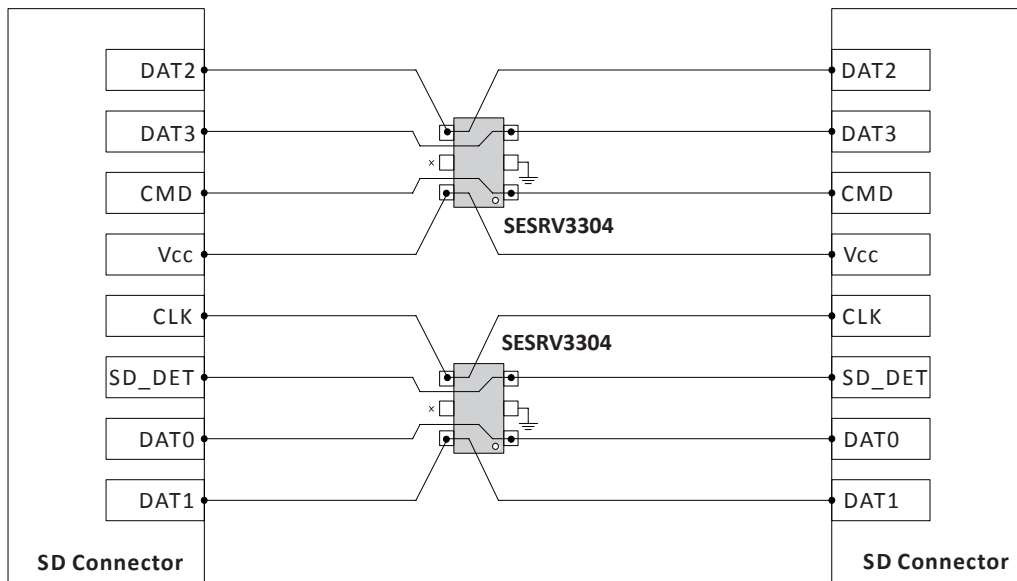 DAT2 DAT2
DAT3 DAT3
x
CMD CMD
SESRV3304
Vcc Vcc
CLK CLK
SESRV3304
SD_DET SD_DET
x
DAT0 DAT0
DAT1 DAT1
SD Connector SD Connector